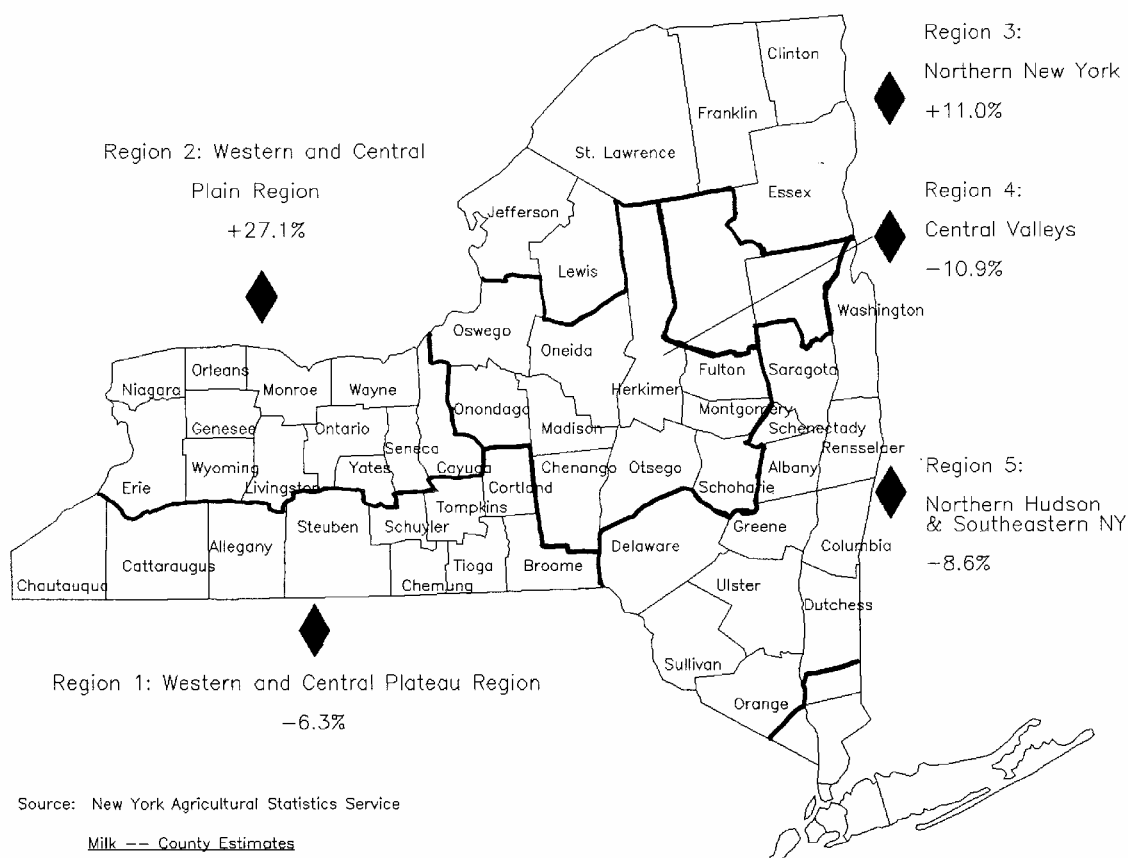 Region 3:
Northern New York
+11.0%
Region 2: Western and Central
Plain Region
+27.1%
Region 4:
Central Valleys
−10.9%
Region 5:
Northern Hudson
& Southeastern NY
−8.6%
Region 1: Western and Central Plateau Region
−6.3%
Clinton
Franklin
St. Lawrence
Essex
Jefferson
Lewis
Washington
Oswego
Oneida
Herkimer
Fulton
Saratoga
Montgomery
Schenectady
Rensselaer
Niagara
Orleans
Monroe
Wayne
Genesee
Ontario
Seneca
Cayuga
Onondaga
Madison
Erie
Wyoming
Livingston
Yates
Cortland
Chenango
Otsego
Schoharie
Albany
Chautauqua
Cattaraugus
Allegany
Steuben
Schuyler
Tompkins
Chemung
Tioga
Broome
Delaware
Greene
Columbia
Ulster
Dutchess
Sullivan
Orange
Source: New York Agricultural Statistics Service
Milk −− County Estimates